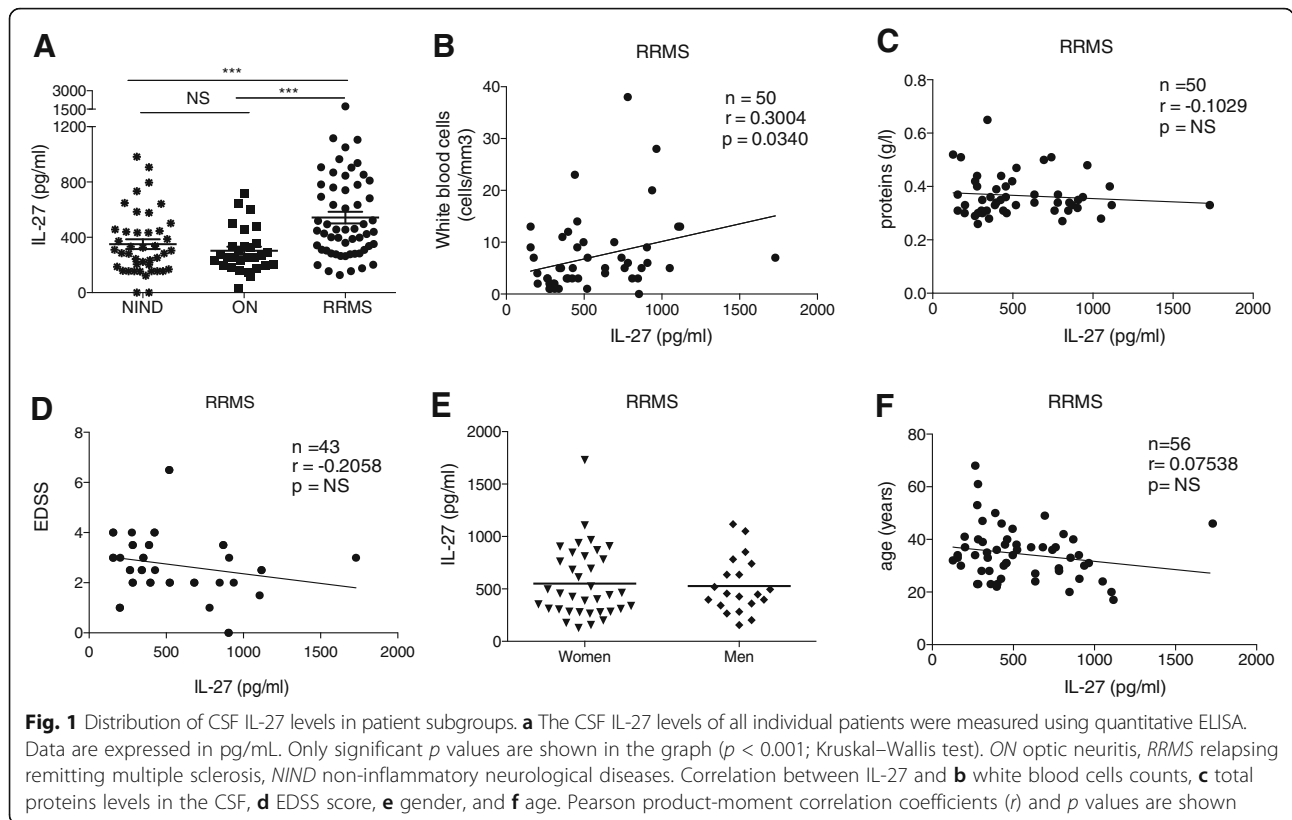 A
***
NS
***
3000
1500
1200
800
400
0
IL-27 (pg/ml)
NIND
ON
RRMS
B
RRMS
n = 50
r = 0.3004
p = 0.0340
White blood cells
(cells/mm3)
40
30
20
10
0
0
500
1000
1500
2000
IL-27 (pg/ml)
C
RRMS
n =50
r = -0.1029
p = NS
proteins (g/l)
0.8
0.6
0.4
0.2
0.0
0
500
1000
1500
2000
IL-27 (pg/ml)
D
RRMS
n =43
r = -0.2058
p = NS
EDSS
8
6
4
2
0
0
500
1000
1500
2000
IL-27 (pg/ml)
E
RRMS
IL-27 (pg/ml)
2000
1500
1000
500
0
Women
Men
F
RRMS
n=56
r= 0.07538
p= NS
age (years)
80
60
40
20
0
0
500
1000
1500
2000
IL-27 (pg/ml)
Fig. 1 Distribution of CSF IL-27 levels in patient subgroups. a The CSF IL-27 levels of all individual patients were measured using quantitative ELISA.
Data are expressed in pg/mL. Only significant p values are shown in the graph (p < 0.001; Kruskal–Wallis test). ON optic neuritis, RRMS relapsing
remitting multiple sclerosis, NIND non-inflammatory neurological diseases. Correlation between IL-27 and b white blood cells counts, c total
proteins levels in the CSF, d EDSS score, e gender, and f age. Pearson product-moment correlation coefficients (r) and p values are shown